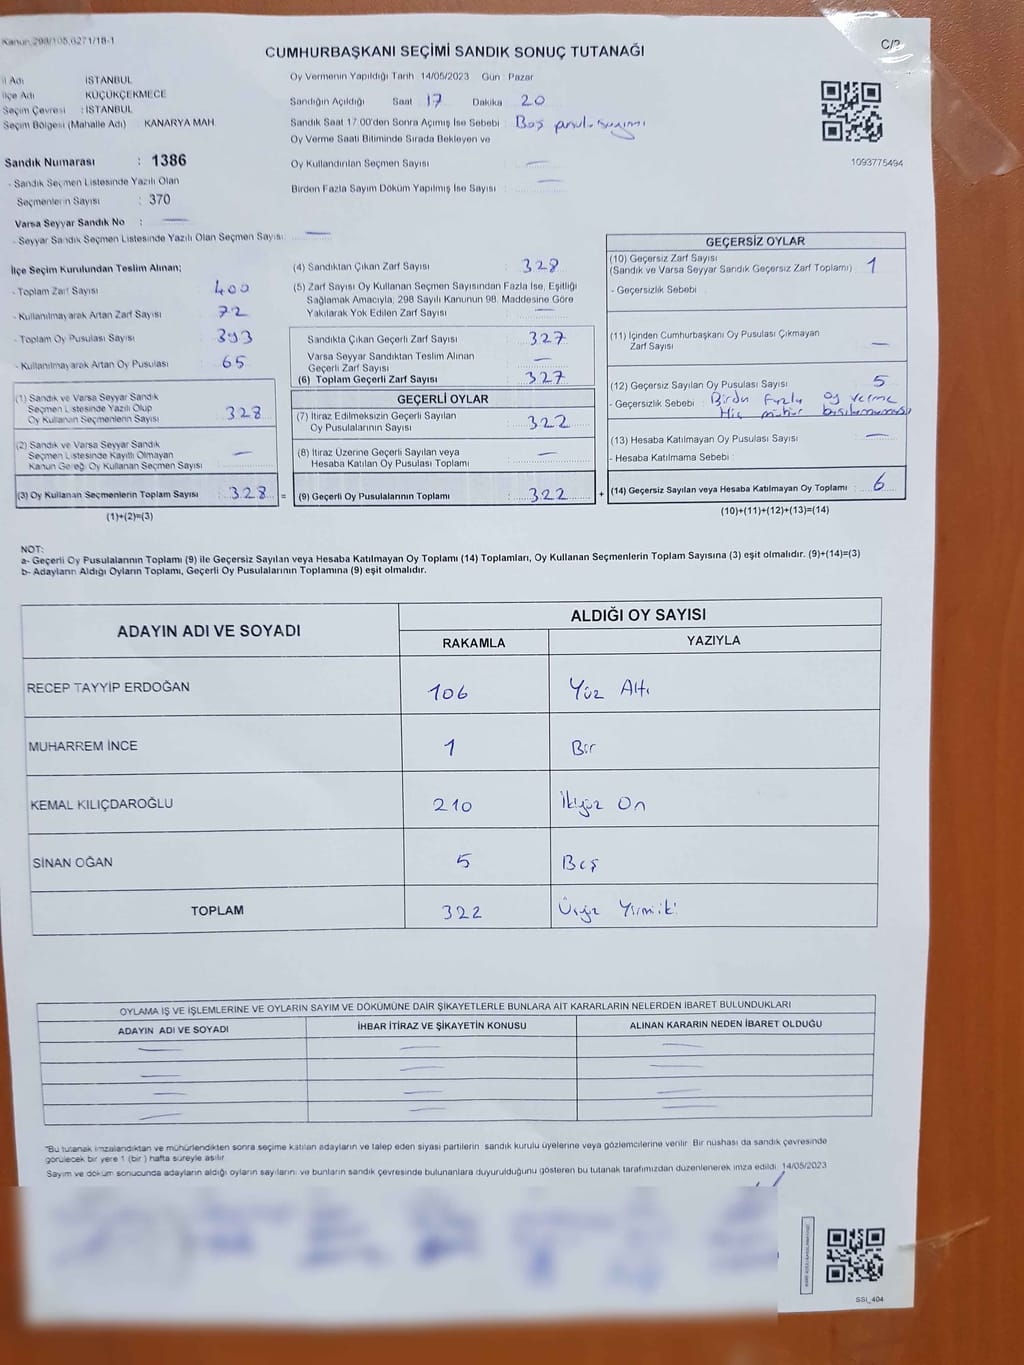 Kanun,298/105,6271/18-1
C/2
CUMHURBAŞKANI SEÇİMİ SANDIK SONUÇ TUTANAĞI
İl Adı İSTANBUL
İlçe Adı KÜÇÜKÇEKMECE
Seçim Çevresi : İSTANBUL
Seçim Bölgesi (Mahalle Adı) : KANARYA MAH.
Sandık Numarası : 1386
- Sandık Seçmen Listesinde Yazılı Olan
Seçmenlerin Sayısı : 370
Varsa Seyyar Sandık No : —
- Seyyar Sandık Seçmen Listesinde Yazılı Olan Seçmen Sayısı: —
Oy Vermenin Yapıldığı Tarih : 14/05/2023 Gün : Pazar
Sandığın Açıldığı Saat 17 Dakika 20
Sandık Saat 17:00'den Sonra Açılmış İse Sebebi : Boş pusula sayımı
Oy Verme Saati Bitiminde Sırada Bekleyen ve
Oy Kullandırılan Seçmen Sayısı : —
Birden Fazla Sayım Döküm Yapılmış İse Sayısı : —
1093775494
İlçe Seçim Kurulundan Teslim Alınan;
- Toplam Zarf Sayısı : 400
- Kullanılmayarak Artan Zarf Sayısı : 72
- Toplam Oy Pusulası Sayısı : 393
- Kullanılmayarak Artan Oy Pusulası : 65
(1) Sandık ve Varsa Seyyar Sandık
Seçmen Listesinde Yazılı Olup
Oy Kullanan Seçmenlerin Sayısı : 328
(2) Sandık ve Varsa Seyyar Sandık
Seçmen Listesinde Kayıtlı Olmayan
Kanun Gereği Oy Kullanan Seçmen Sayısı : —
(3) Oy Kullanan Seçmenlerin Toplam Sayısı : 328 =
(1)+(2)=(3)
(4) Sandıktan Çıkan Zarf Sayısı : 328
(5) Zarf Sayısı Oy Kullanan Seçmen Sayısından Fazla İse, Eşitliği
Sağlamak Amacıyla; 298 Sayılı Kanunun 98. Maddesine Göre
Yakılarak Yok Edilen Zarf Sayısı : —
Sandıkta Çıkan Geçerli Zarf Sayısı : 327
Varsa Seyyar Sandıktan Teslim Alınan
Geçerli Zarf Sayısı : —
(6) Toplam Geçerli Zarf Sayısı : 327
GEÇERLİ OYLAR
(7) İtiraz Edilmeksizin Geçerli Sayılan
Oy Pusulalarının Sayısı : 322
(8) İtiraz Üzerine Geçerli Sayılan veya
Hesaba Katılan Oy Pusulası Toplamı : —
(9) Geçerli Oy Pusulalarının Toplamı : 322 +
GEÇERSİZ OYLAR
(10) Geçersiz Zarf Sayısı
(Sandık ve Varsa Seyyar Sandık Geçersiz Zarf Toplamı) : 1
- Geçersizlik Sebebi :
(11) İçinden Cumhurbaşkanı Oy Pusulası Çıkmayan
Zarf Sayısı : —
(12) Geçersiz Sayılan Oy Pusulası Sayısı : 5
- Geçersizlik Sebebi : Birden Fazla oy verme
Hiç mühür basılmaması
(13) Hesaba Katılmayan Oy Pusulası Sayısı : —
- Hesaba Katılmama Sebebi :
(14) Geçersiz Sayılan veya Hesaba Katılmayan Oy Toplamı : 6
(10)+(11)+(12)+(13)=(14)
NOT:
a- Geçerli Oy Pusulalarının Toplamı (9) ile Geçersiz Sayılan veya Hesaba Katılmayan Oy Toplamı (14) Toplamları, Oy Kullanan Seçmenlerin Toplam Sayısına (3) eşit olmalıdır. (9)+(14)=(3)
b- Adayların Aldığı Oyların Toplamı, Geçerli Oy Pusulalarının Toplamına (9) eşit olmalıdır.
ADAYIN ADI VE SOYADI ALDIĞI OY SAYISI
RAKAMLA YAZIYLA
RECEP TAYYİP ERDOĞAN 106 Yüz Altı
MUHARREM İNCE 1 Bir
KEMAL KILIÇDAROĞLU 210 İkiyüz On
SİNAN OĞAN 5 Beş
TOPLAM 322 Üçyüz Yirmiiki
OYLAMA İŞ VE İŞLEMLERİNE VE OYLARIN SAYIM VE DÖKÜMÜNE DAİR ŞİKAYETLERLE BUNLARA AİT KARARLARIN NELERDEN İBARET BULUNDUKLARI
ADAYIN ADI VE SOYADI İHBAR İTİRAZ VE ŞİKAYETİN KONUSU ALINAN KARARIN NEDEN İBARET OLDUĞU
— — —
— — —
— — —
— — —
"Bu tutanak imzalandıktan ve mühürlendikten sonra seçime katılan adayların ve talep eden siyasi partilerin sandık kurulu üyelerine veya gözlemcilerine verilir. Bir nüshası da sandık çevresinde
görülecek bir yere 1 (bir) hafta süreyle asılır.
Sayım ve döküm sonucunda adayların aldığı oyların sayılarını ve bunların sandık çevresinde bulunanlara duyurulduğunu gösteren bu tutanak tarafımızdan düzenlenerek imza edildi. 14/05/2023
SSİ_404